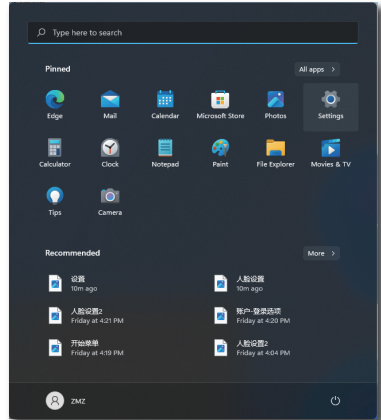 Type here to search
Pinned
All apps >
Edge
Mail
Calendar
Microsoft Store
Photos
Settings
Calculator
Clock
Notepad
Paint
File Explorer
Movies & TV
Tips
Camera
Recommended
More >
设置
10m ago
人脸设置
10m ago
人脸设置2
Friday at 4:21 PM
账户-登录选项
Friday at 4:20 PM
开始菜单
Friday at 4:19 PM
人脸设置2
Friday at 4:04 PM
ZMZ